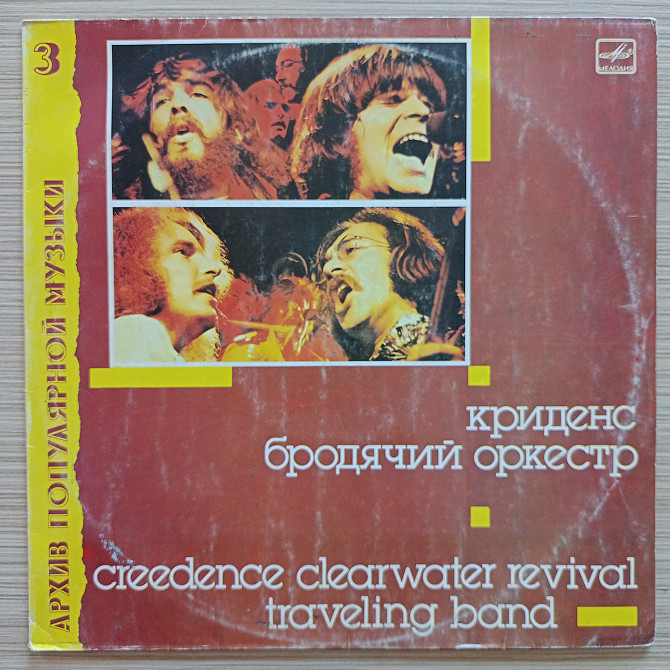 3
МЕЛОДИЯ
АРХИВ ПОПУЛЯРНОЙ МУЗЫКИ
криденс
бродячий оркестр
creedence clearwater revival
traveling band